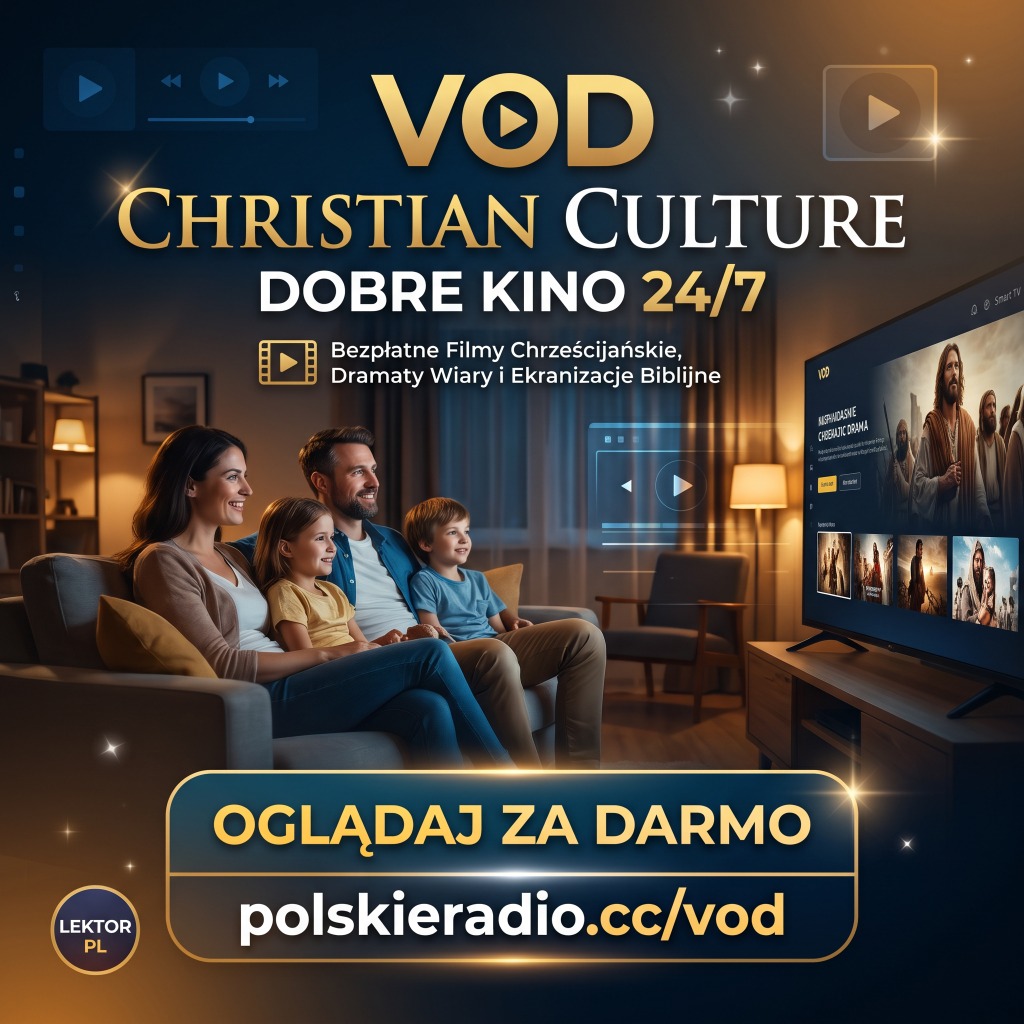 VOD
CHRISTIAN CULTURE
DOBRE KINO 24/7
Bezpłatne Filmy Chrześcijańskie,
Dramaty Wiary i Ekranizacje Biblijne
Smart TV
VOD
OGLĄDAJ ZA DARMO
polskieradio.cc/vod
LEKTOR
PL